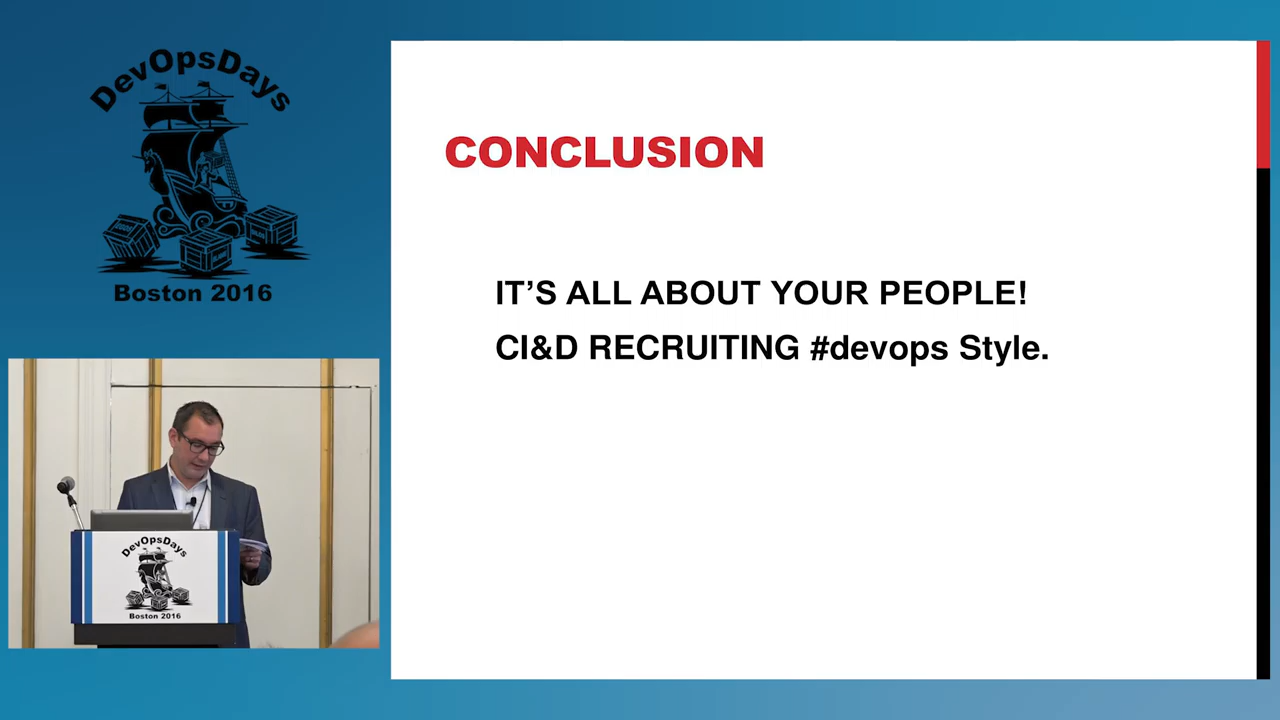 DevOpsDays
Boston 2016
CONCLUSION
IT’S ALL ABOUT YOUR PEOPLE!
CI&D RECRUITING #devops Style.
DevOpsDays
Boston 2016